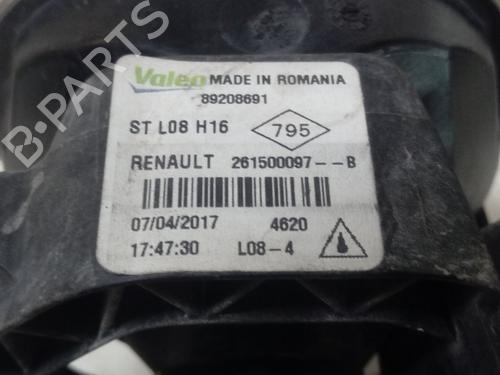 Valeo MADE IN ROMANIA
89208691
ST L08 H16 795
RENAULT 261500097--B
07/04/2017 4620
17:47:30 L08-4
B-PARTS